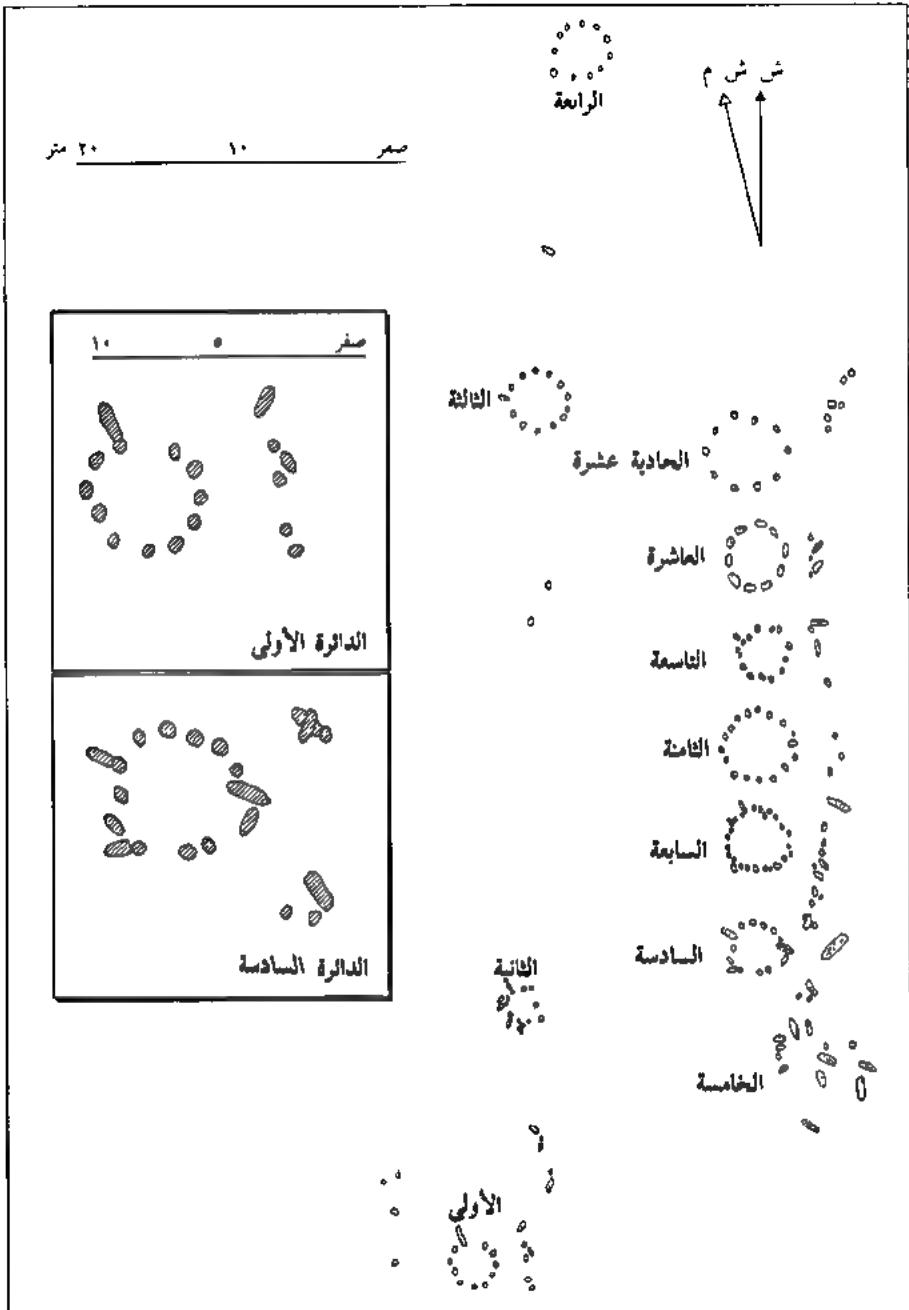 الرابعة
ش ش م
صفر ١٠ ٢٠ متر
صفر ٥ ١٠
الثالثة
الحادية عشرة
العاشرة
الدائرة الأولى
التاسعة
الثامنة
السابعة
السادسة
الدائرة السادسة
الثانية
الخامسة
الأولى